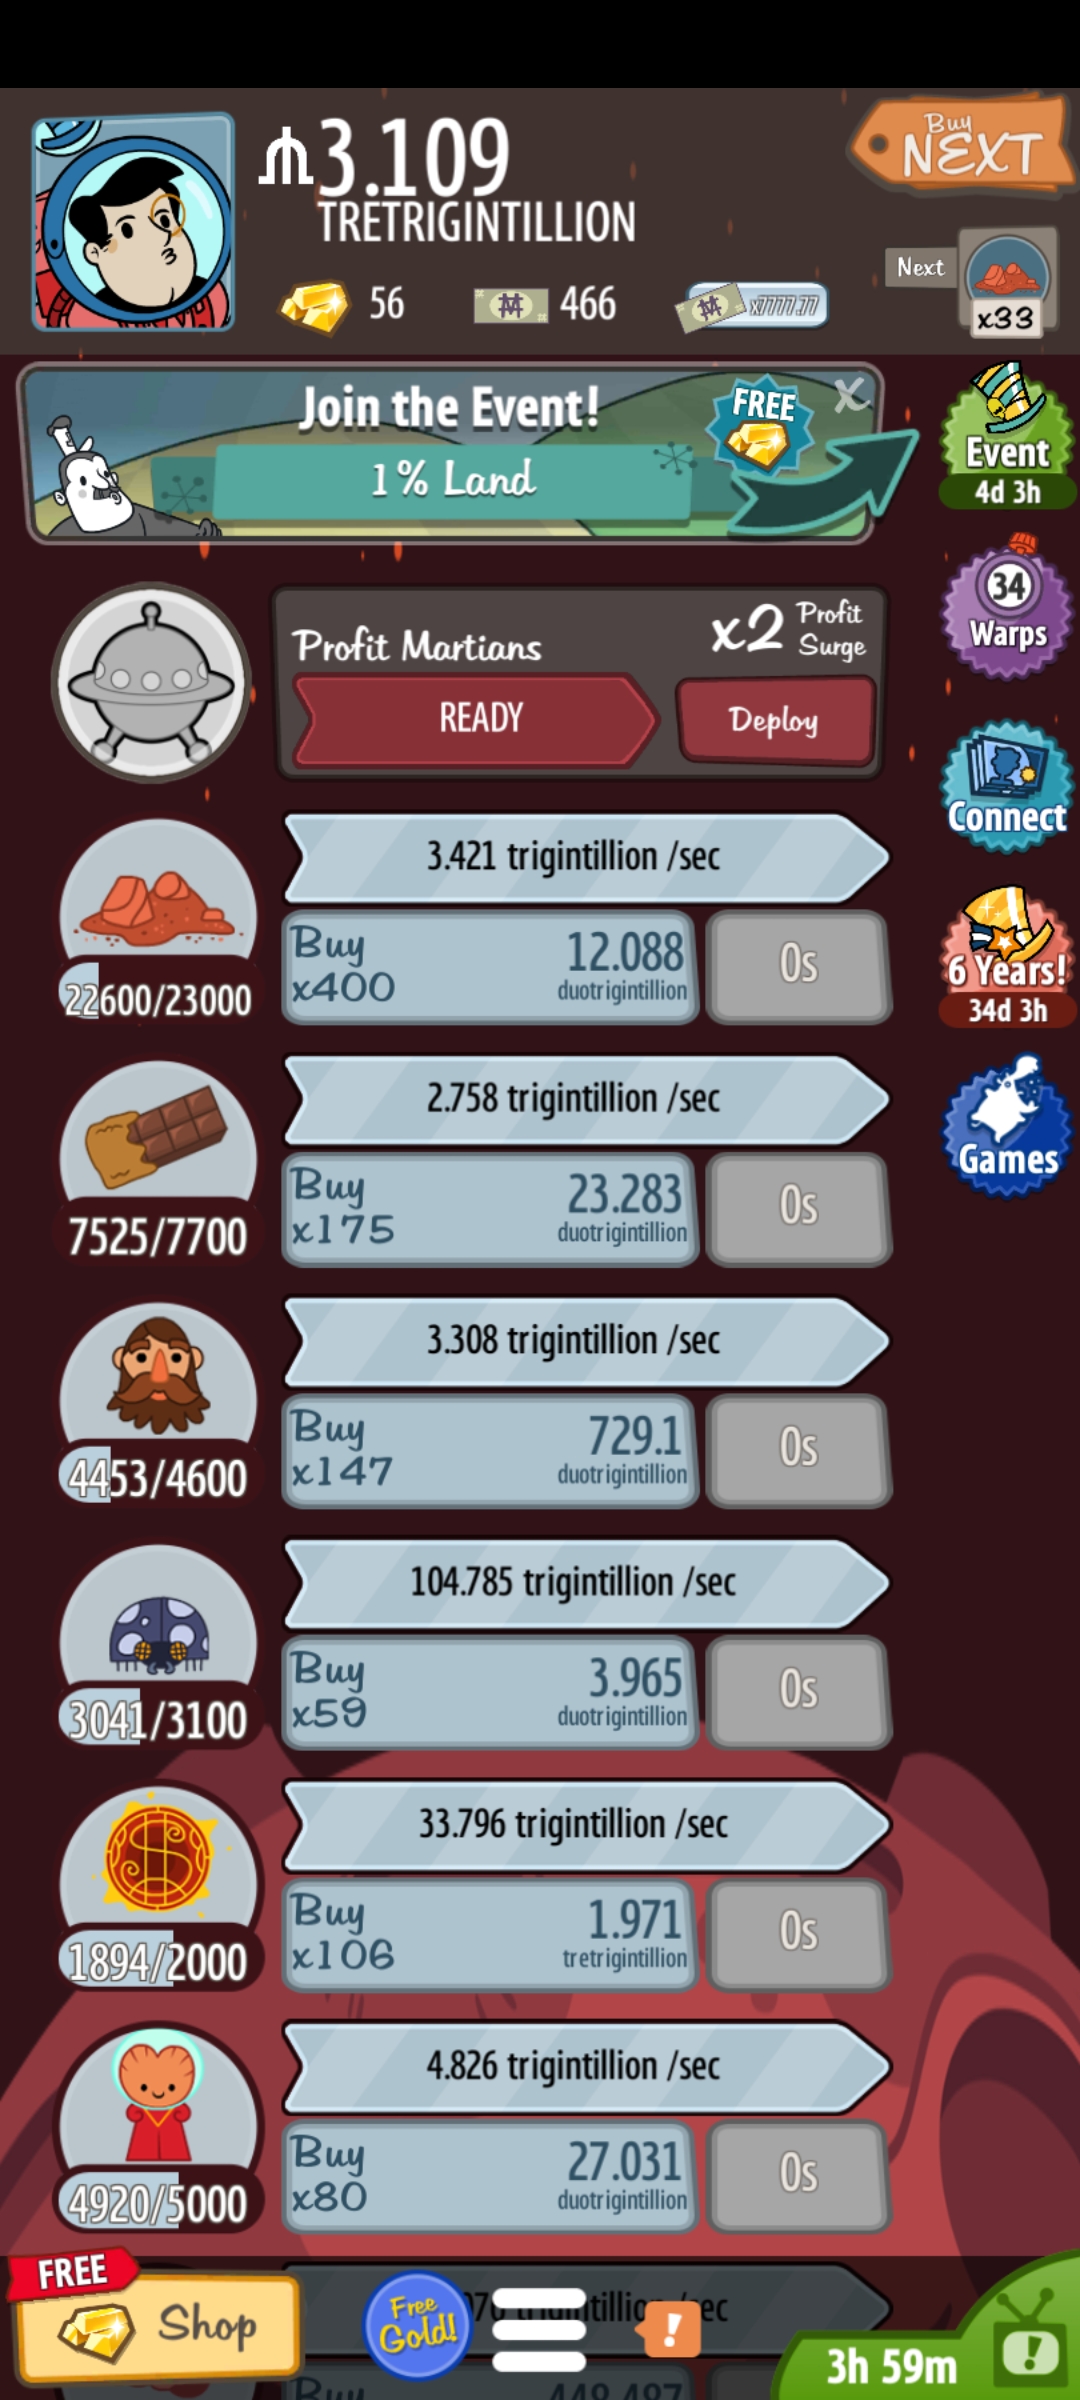 3.109
TRETRIGINTILLION
Buy
NEXT
56
466
x7777.77
Next
x33
Join the Event!
1% Land
FREE
X
Event
4d 3h
34
Warps
Connect
6 Years!
34d 3h
Games
Profit Martians
x2 Profit Surge
READY
Deploy
3.421 trigintillion /sec
Buy
x400
12.088
duotrigintillion
0s
22600/23000
2.758 trigintillion /sec
Buy
x175
23.283
duotrigintillion
0s
7525/7700
3.308 trigintillion /sec
Buy
x147
729.1
duotrigintillion
0s
4453/4600
104.785 trigintillion /sec
Buy
x59
3.965
duotrigintillion
0s
3041/3100
33.796 trigintillion /sec
Buy
x106
1.971
tretrigintillion
0s
1894/2000
4.826 trigintillion /sec
Buy
x80
27.031
duotrigintillion
0s
4920/5000
FREE
Shop
Free
Gold!
!
3h 59m
!
Buy